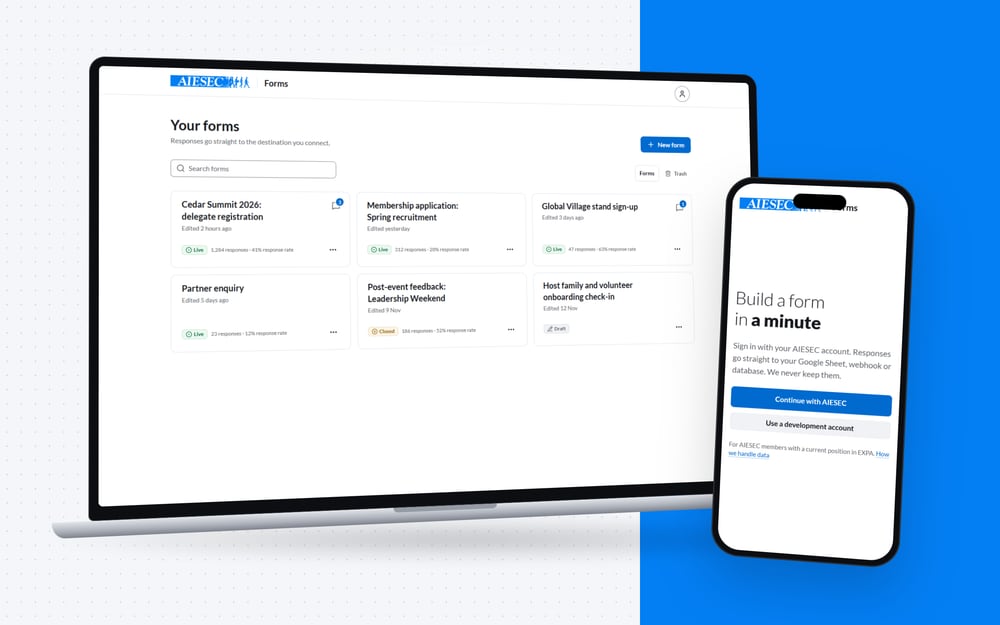 AIESEC
Forms
Your forms
Responses go straight to the destination you connect.
New form
Search forms
Forms
Trash
Cedar Summit 2026:
delegate registration
Edited 2 hours ago
Live
1,284 responses · 41% response rate
Membership application:
Spring recruitment
Edited yesterday
Live
312 responses · 28% response rate
Global Village stand sign-up
Edited 3 days ago
Live
47 responses · 63% response rate
Partner enquiry
Edited 5 days ago
Live
23 responses · 12% response rate
Post-event feedback:
Leadership Weekend
Edited 9 Nov
Closed
186 responses · 52% response rate
Host family and volunteer
onboarding check-in
Edited 12 Nov
Draft
AIESEC
Build a form
in a minute
Sign in with your AIESEC account. Responses
go straight to your Google Sheet, webhook or
database. We never keep them.
Continue with AIESEC
Use a development account
For AIESEC members with a current position in EXPA. How
we handle data